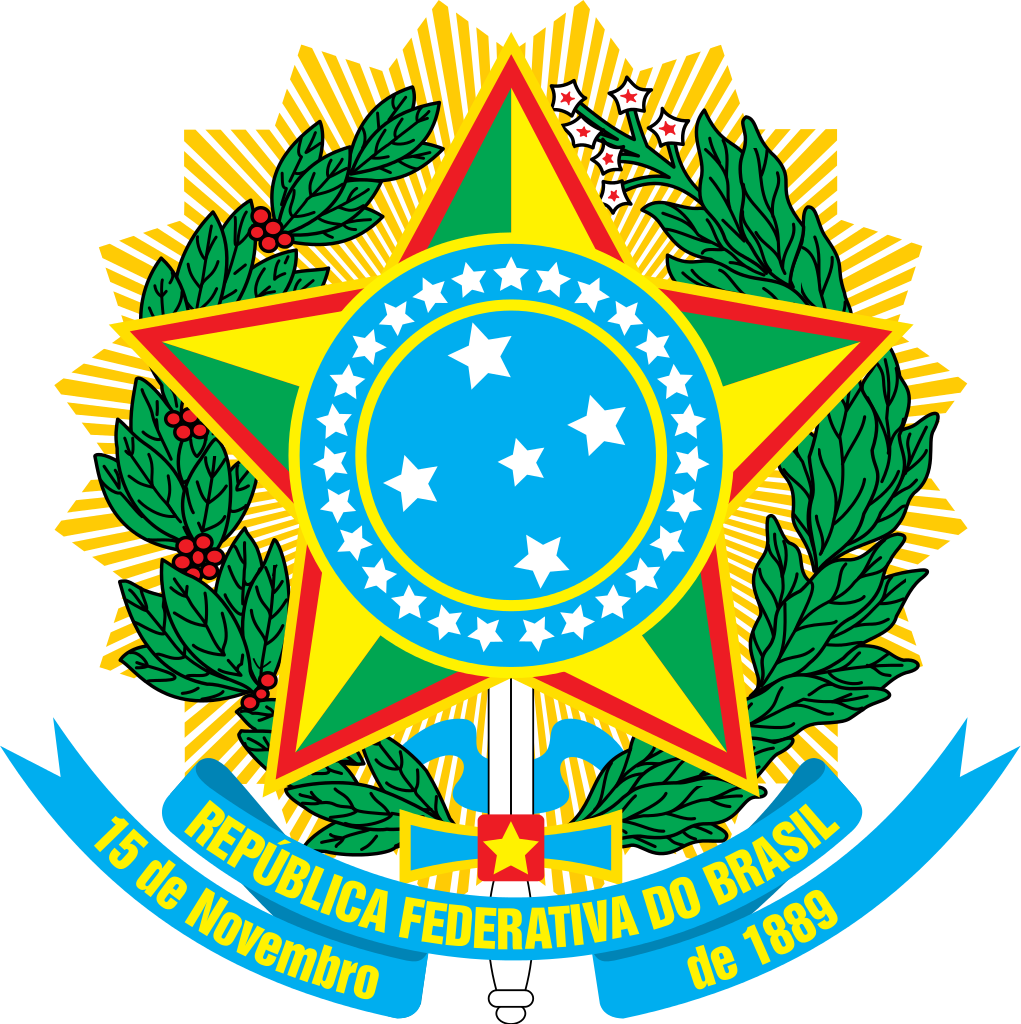 REPÚBLICA FEDERATIVA DO BRASIL
15 de Novembro
de 1889